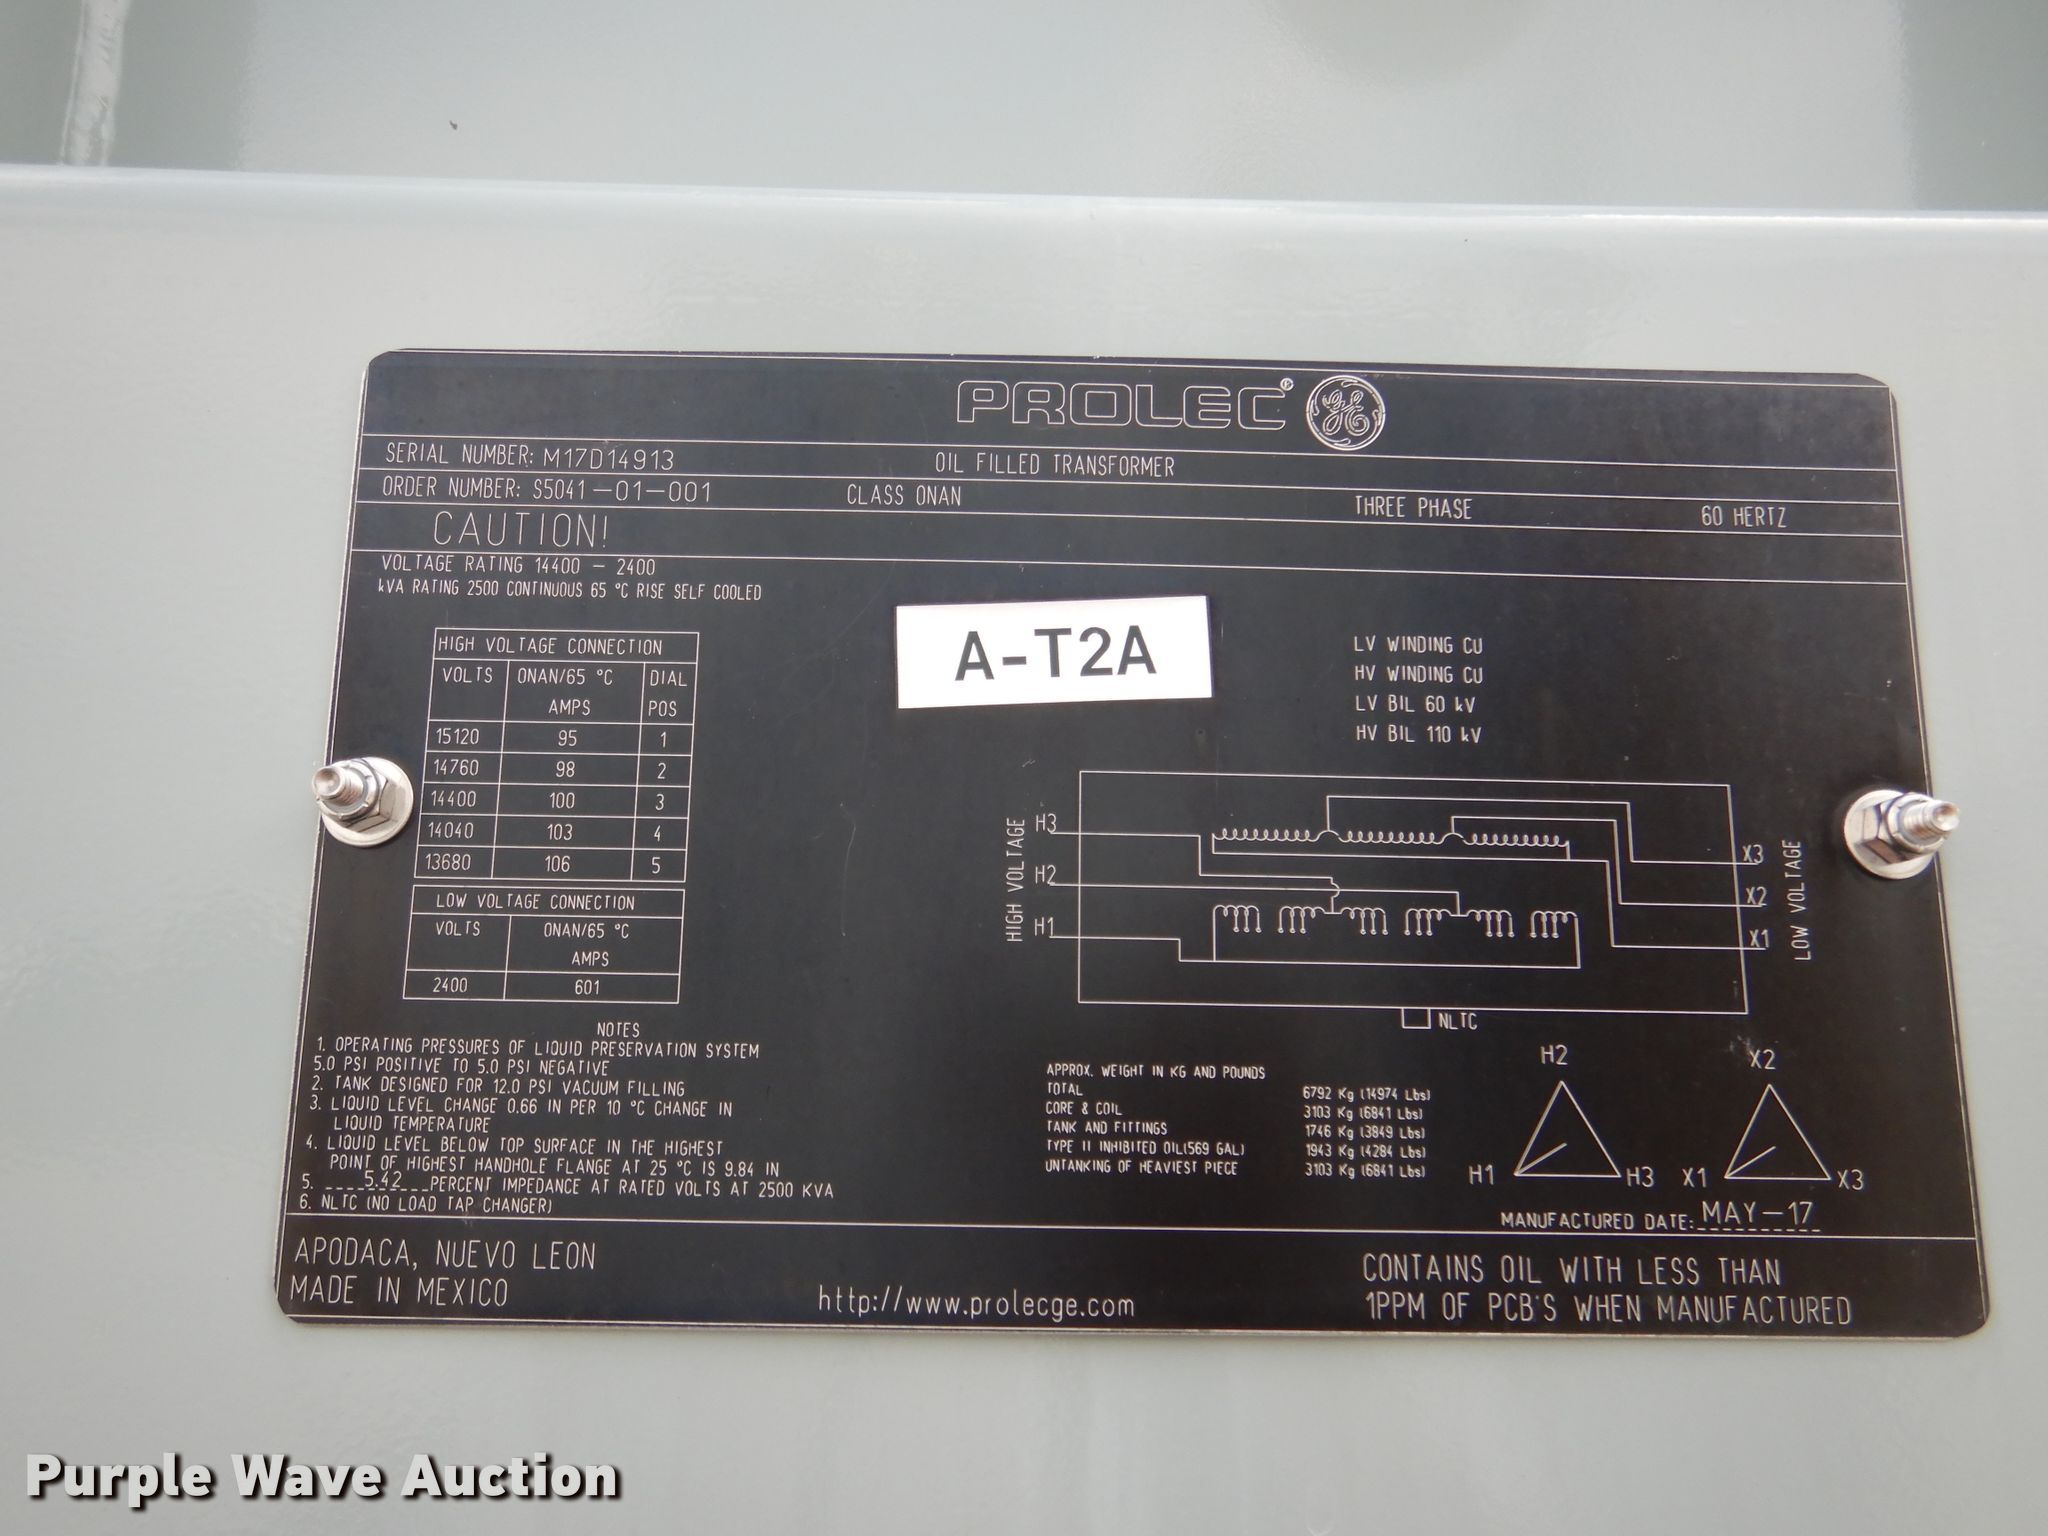 PROLEC® GE
SERIAL NUMBER: M17D14913 OIL FILLED TRANSFORMER
ORDER NUMBER: S5041-01-001 CLASS ONAN THREE PHASE 60 HERTZ
CAUTION!
VOLTAGE RATING 14400 - 2400
kVA RATING 2500 CONTINUOUS 65 °C RISE SELF COOLED
A-T2A
LV WINDING CU
HV WINDING CU
LV BIL 60 kV
HV BIL 110 kV
HIGH VOLTAGE CONNECTION
VOLTS ONAN/65 °C DIAL
AMPS POS
15120 95 1
14760 98 2
14400 100 3
14040 103 4
13680 106 5
LOW VOLTAGE CONNECTION
VOLTS ONAN/65 °C
AMPS
2400 601
HIGH VOLTAGE
H3
H2
H1
X3
X2
X1
LOW VOLTAGE
NLTC
NOTES
1. OPERATING PRESSURES OF LIQUID PRESERVATION SYSTEM
5.0 PSI POSITIVE TO 5.0 PSI NEGATIVE
2. TANK DESIGNED FOR 12.0 PSI VACUUM FILLING
3. LIQUID LEVEL CHANGE 0.66 IN PER 10 °C CHANGE IN
LIQUID TEMPERATURE
4. LIQUID LEVEL BELOW TOP SURFACE IN THE HIGHEST
POINT OF HIGHEST HANDHOLE FLANGE AT 25 °C IS 9.84 IN
5. ____5.42___PERCENT IMPEDANCE AT RATED VOLTS AT 2500 KVA
6. NLTC (NO LOAD TAP CHANGER)
APPROX. WEIGHT IN KG AND POUNDS
TOTAL 6792 Kg (14974 Lbs)
CORE & COIL 3103 Kg (6841 Lbs)
TANK AND FITTINGS 1746 Kg (3849 Lbs)
TYPE II INHIBITED OIL(569 GAL) 1943 Kg (4284 Lbs)
UNTANKING OF HEAVIEST PIECE 3103 Kg (6841 Lbs)
H2
H1 H3
X2
X1 X3
MANUFACTURED DATE: MAY-17
APODACA, NUEVO LEON
MADE IN MEXICO
http://www.prolecge.com
CONTAINS OIL WITH LESS THAN
1PPM OF PCB'S WHEN MANUFACTURED
Purple Wave Auction